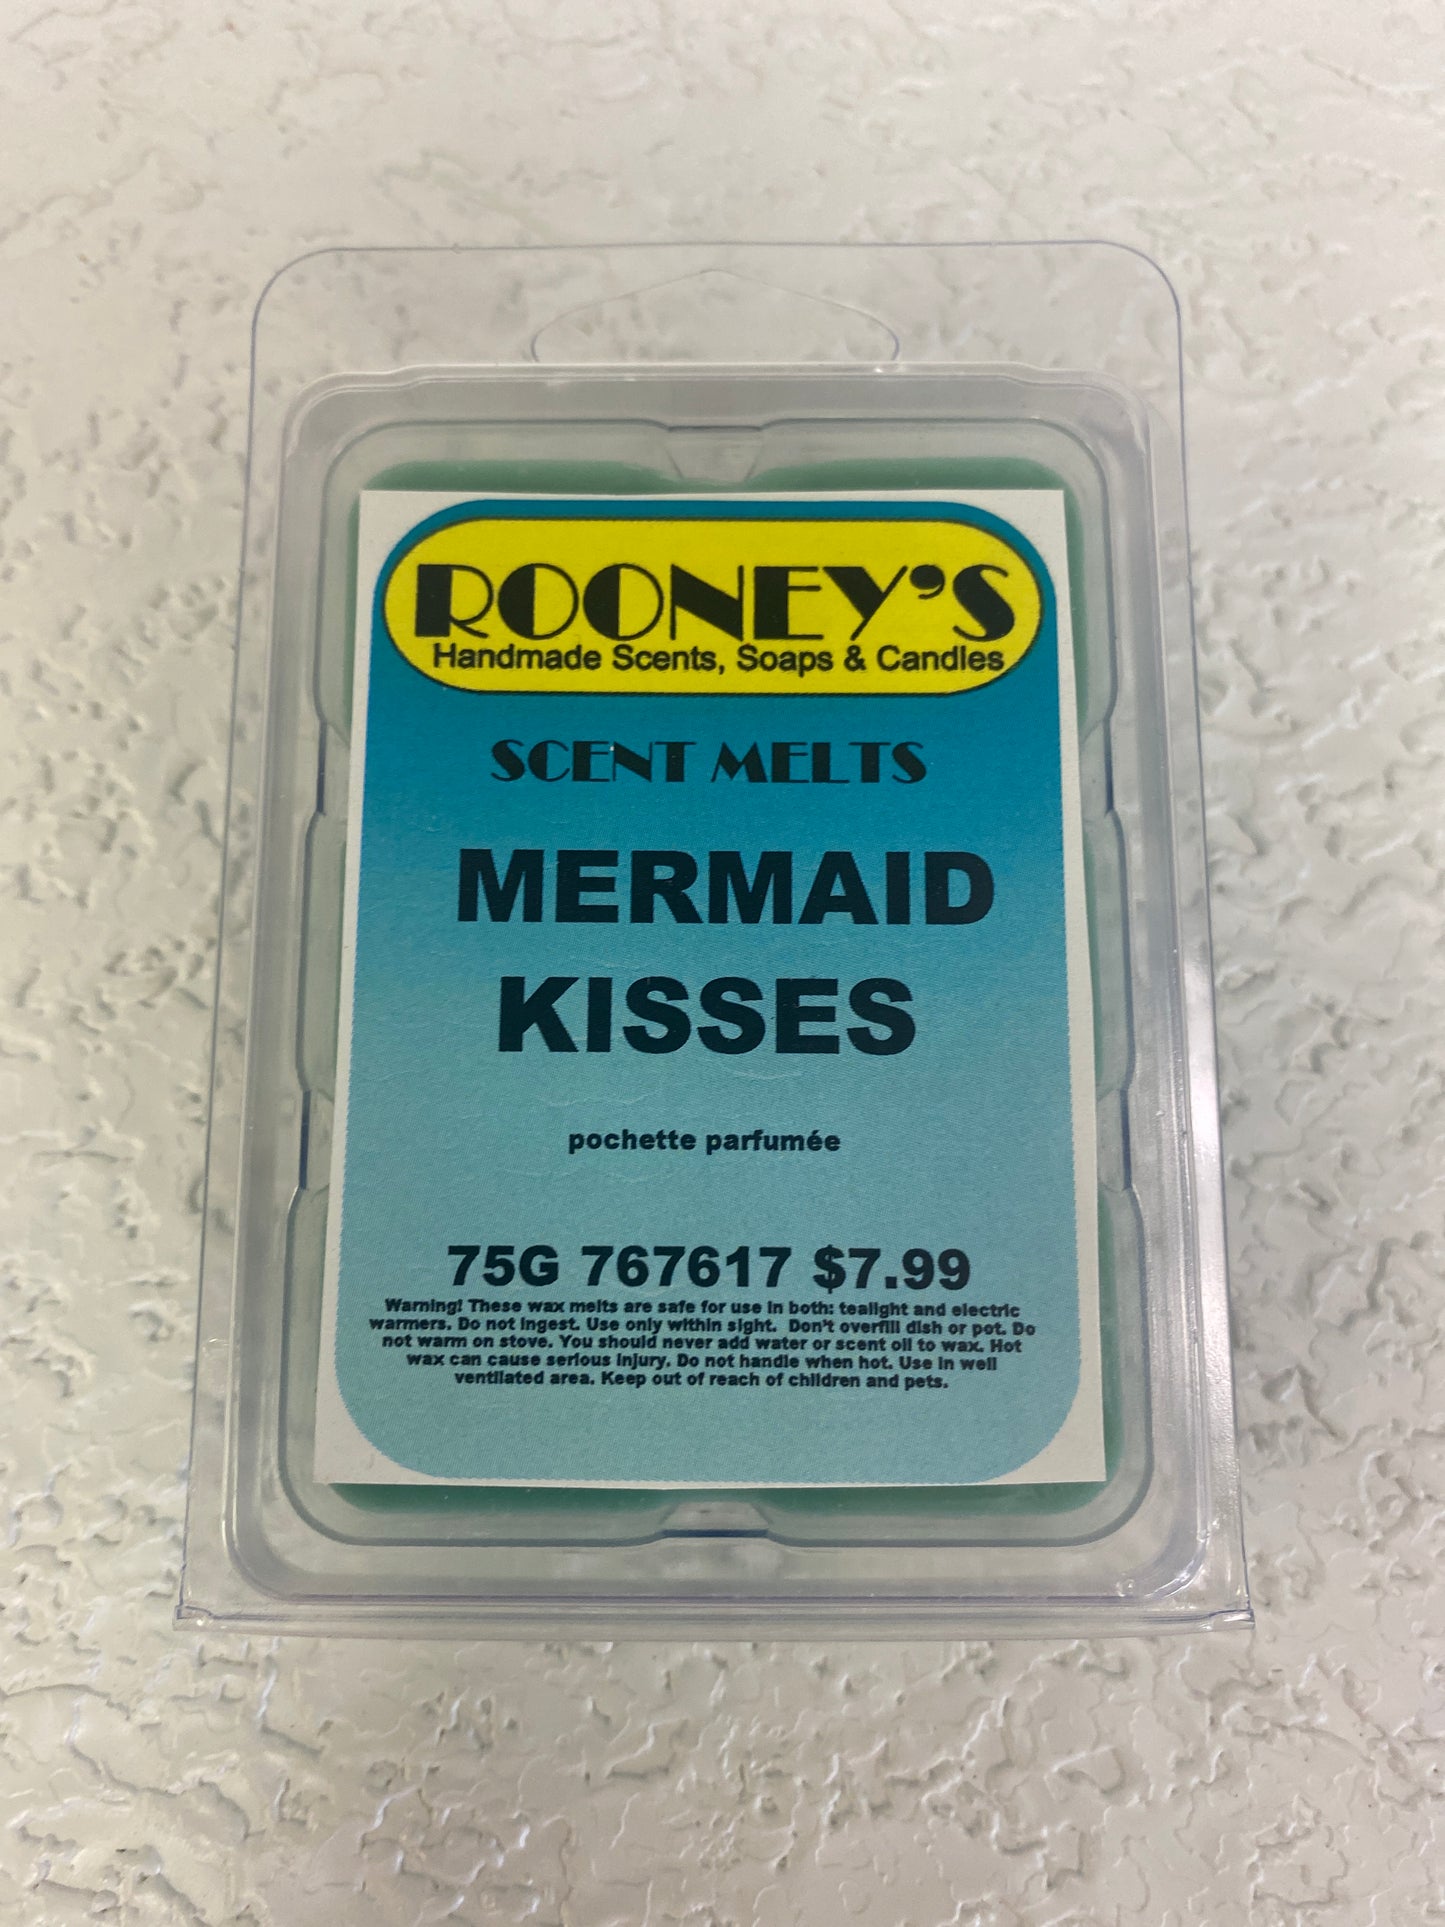 ROONEY'S
Handmade Scents, Soaps & Candles
SCENT MELTS
MERMAID
KISSES
pochette parfumée
75G 767617 $7.99
Warning! These wax melts are safe for use in both: tealight and electric
warmers. Do not ingest. Use only within sight. Don't overfill dish or pot. Do
not warm on stove. You should never add water or scent oil to wax. Hot
wax can cause serious injury. Do not handle when hot. Use in well
ventilated area. Keep out of reach of children and pets.